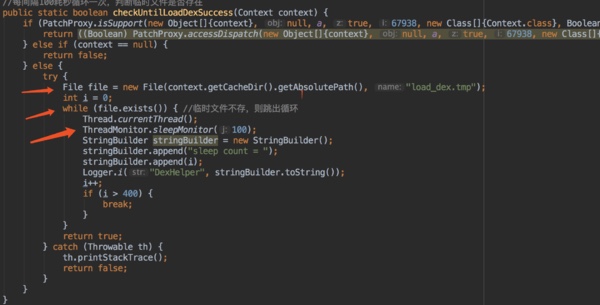 //每间隔100耗秒循环一次，判断临时文件是否存在
public static boolean checkUntilLoadDexSuccess(Context context) {
if (PatchProxy.isSupport(new Object[]{context}, obj: null, a, z: true, i: 67938, new Class[]{Context.class}, Boolean
return ((Boolean) PatchProxy.accessDispatch(new Object[]{context}, obj: null, a, z: true, i: 67938, new Class[]{
} else if (context == null) {
return false;
} else {
try {
File file = new File(context.getCacheDir().getAbsolutePath(), name: "load_dex.tmp");
int i = 0;
while (file.exists()) { //临时文件不存，则跳出循环
Thread.currentThread();
ThreadMonitor.sleepMonitor( j: 100);
StringBuilder stringBuilder = new StringBuilder();
stringBuilder.append("sleep count = ");
stringBuilder.append(i);
Logger.i( str: "DexHelper", stringBuilder.toString());
i++;
if (i > 400) {
break;
}
}
return true;
} catch (Throwable th) {
th.printStackTrace();
return false;
}
}
}